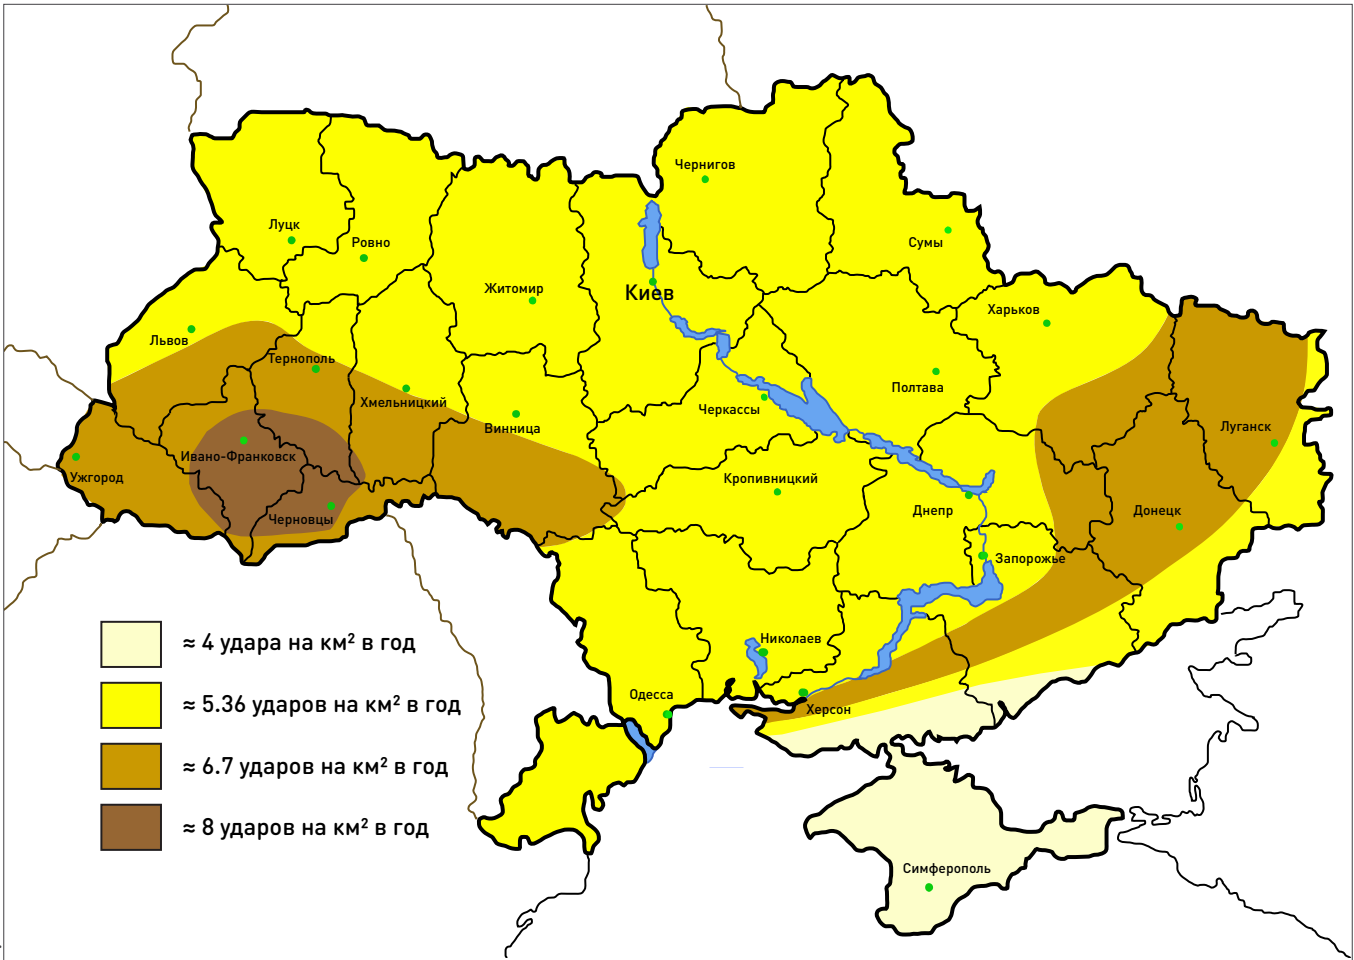 Чернигов
Луцк
Ровно
Сумы
Житомир
Киев
Харьков
Львов
Тернополь
Полтава
Хмельницкий
Черкассы
Винница
Луганск
Ивано-Франковск
Ужгород
Кропивницкий
Черновцы
Днепр
Донецк
Запорожье
Николаев
Одесса
Херсон
Симферополь
≈ 4 удара на км² в год
≈ 5.36 ударов на км² в год
≈ 6.7 ударов на км² в год
≈ 8 ударов на км² в год